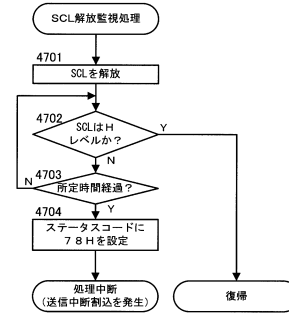 SCL解放監視処理
4701
SCLを解放
4702
SCLはH
レベルか？
Y
N
4703
所定時間経過？
N
Y
4704
ステータスコードに
７８Hを設定
処理中断
(送信中断割込を発生)
復帰